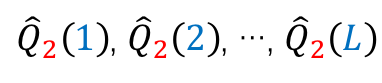 Q̂₂(1), Q̂₂(2), ⋯, Q̂₂(L)